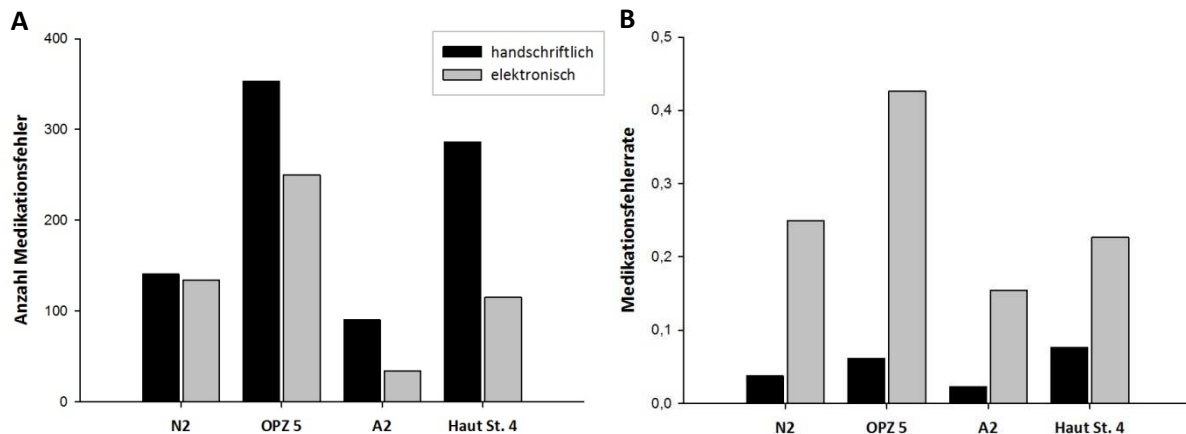 A
400
300
200
100
0
Anzahl Medikationsfehler
handschriftlich
elektronisch
N2
OPZ 5
A2
Haut St. 4
B
0,5
0,4
0,3
0,2
0,1
0,0
Medikationsfehlerrate
N2
OPZ 5
A2
Haut St. 4